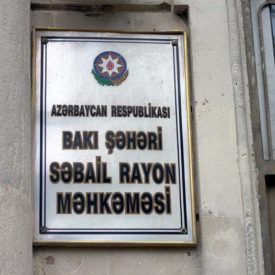 AZƏRBAYCAN RESPUBLİKASI
BAKI ŞƏHƏRİ
SƏBAİL RAYON
MƏHKƏMƏSİ